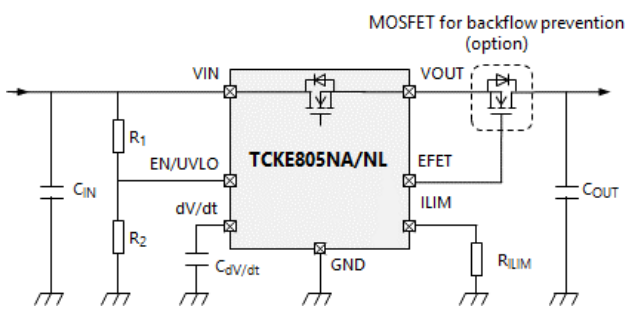 MOSFET for backflow prevention
(option)
VIN
VOUT
R1
EN/UVLO
TCKE805NA/NL
EFET
CIN
COUT
dV/dt
ILIM
R2
CdV/dt
GND
RILIM